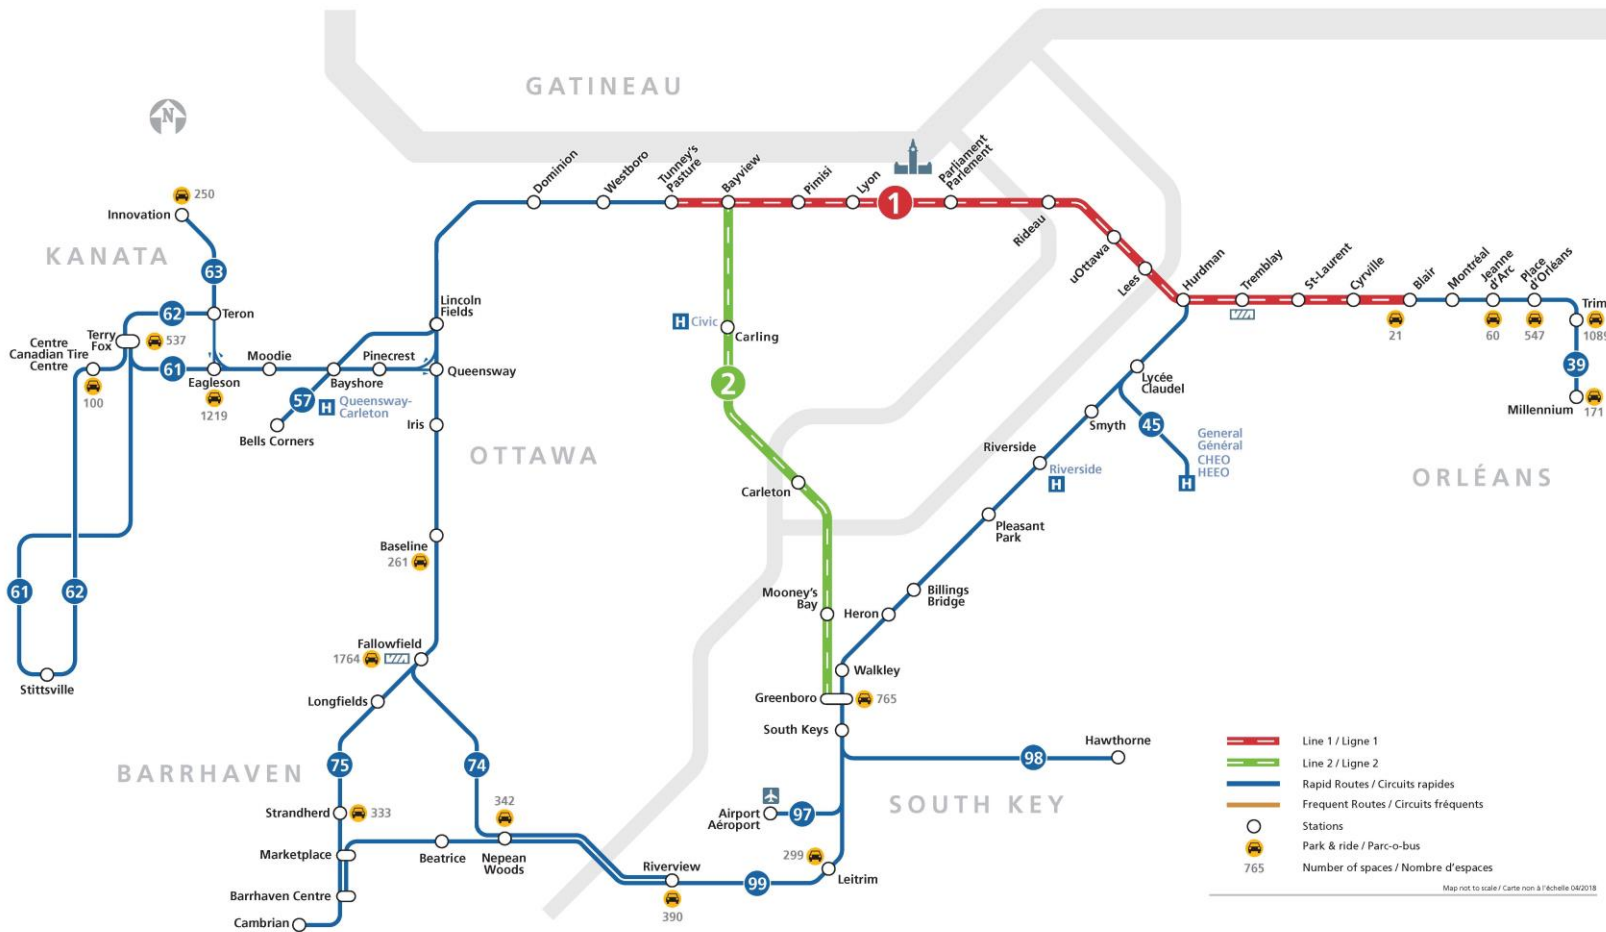 GATINEAU
N
250
Innovation
KANATA
63
62
Teron
Terry
Fox
537
Centre
Canadian Tire
Centre
100
61
Eagleson
1219
Moodie
Bayshore
Pinecrest
Lincoln
Fields
Queensway
57
H
Queensway-
Carleton
Bells Corners
Iris
OTTAWA
Baseline
261
61
62
Stittsville
Fallowfield
1764
VIA
Longfields
BARRHAVEN
75
74
Strandherd
333
342
Marketplace
Beatrice
Nepean
Woods
Barrhaven Centre
Cambrian
Riverview
390
99
299
Leitrim
Dominion
Westboro
Tunney's
Pasture
Bayview
Pimisi
Lyon
1
Parliament
Parlement
Rideau
uOttawa
Lees
Hurdman
Tremblay
VIA
St-Laurent
Cyrville
Blair
21
Montréal
Jeanne
d'Arc
60
Place
d'Orléans
547
Trim
1089
39
Millennium
171
ORLÉANS
H
Civic
Carling
2
Carleton
Mooney's
Bay
Greenboro
765
Lycée
Claudel
Smyth
45
General
Général
CHEO
HEEO
H
Riverside
Riverside
H
Pleasant
Park
Billings
Bridge
Heron
Walkley
South Keys
98
Hawthorne
SOUTH KEY
Airport
Aéroport
97
Line 1 / Ligne 1
Line 2 / Ligne 2
Rapid Routes / Circuits rapides
Frequent Routes / Circuits fréquents
Stations
Park & ride / Parc-o-bus
765
Number of spaces / Nombre d'espaces
Map not to scale / Carte non à l'échelle 04/2018